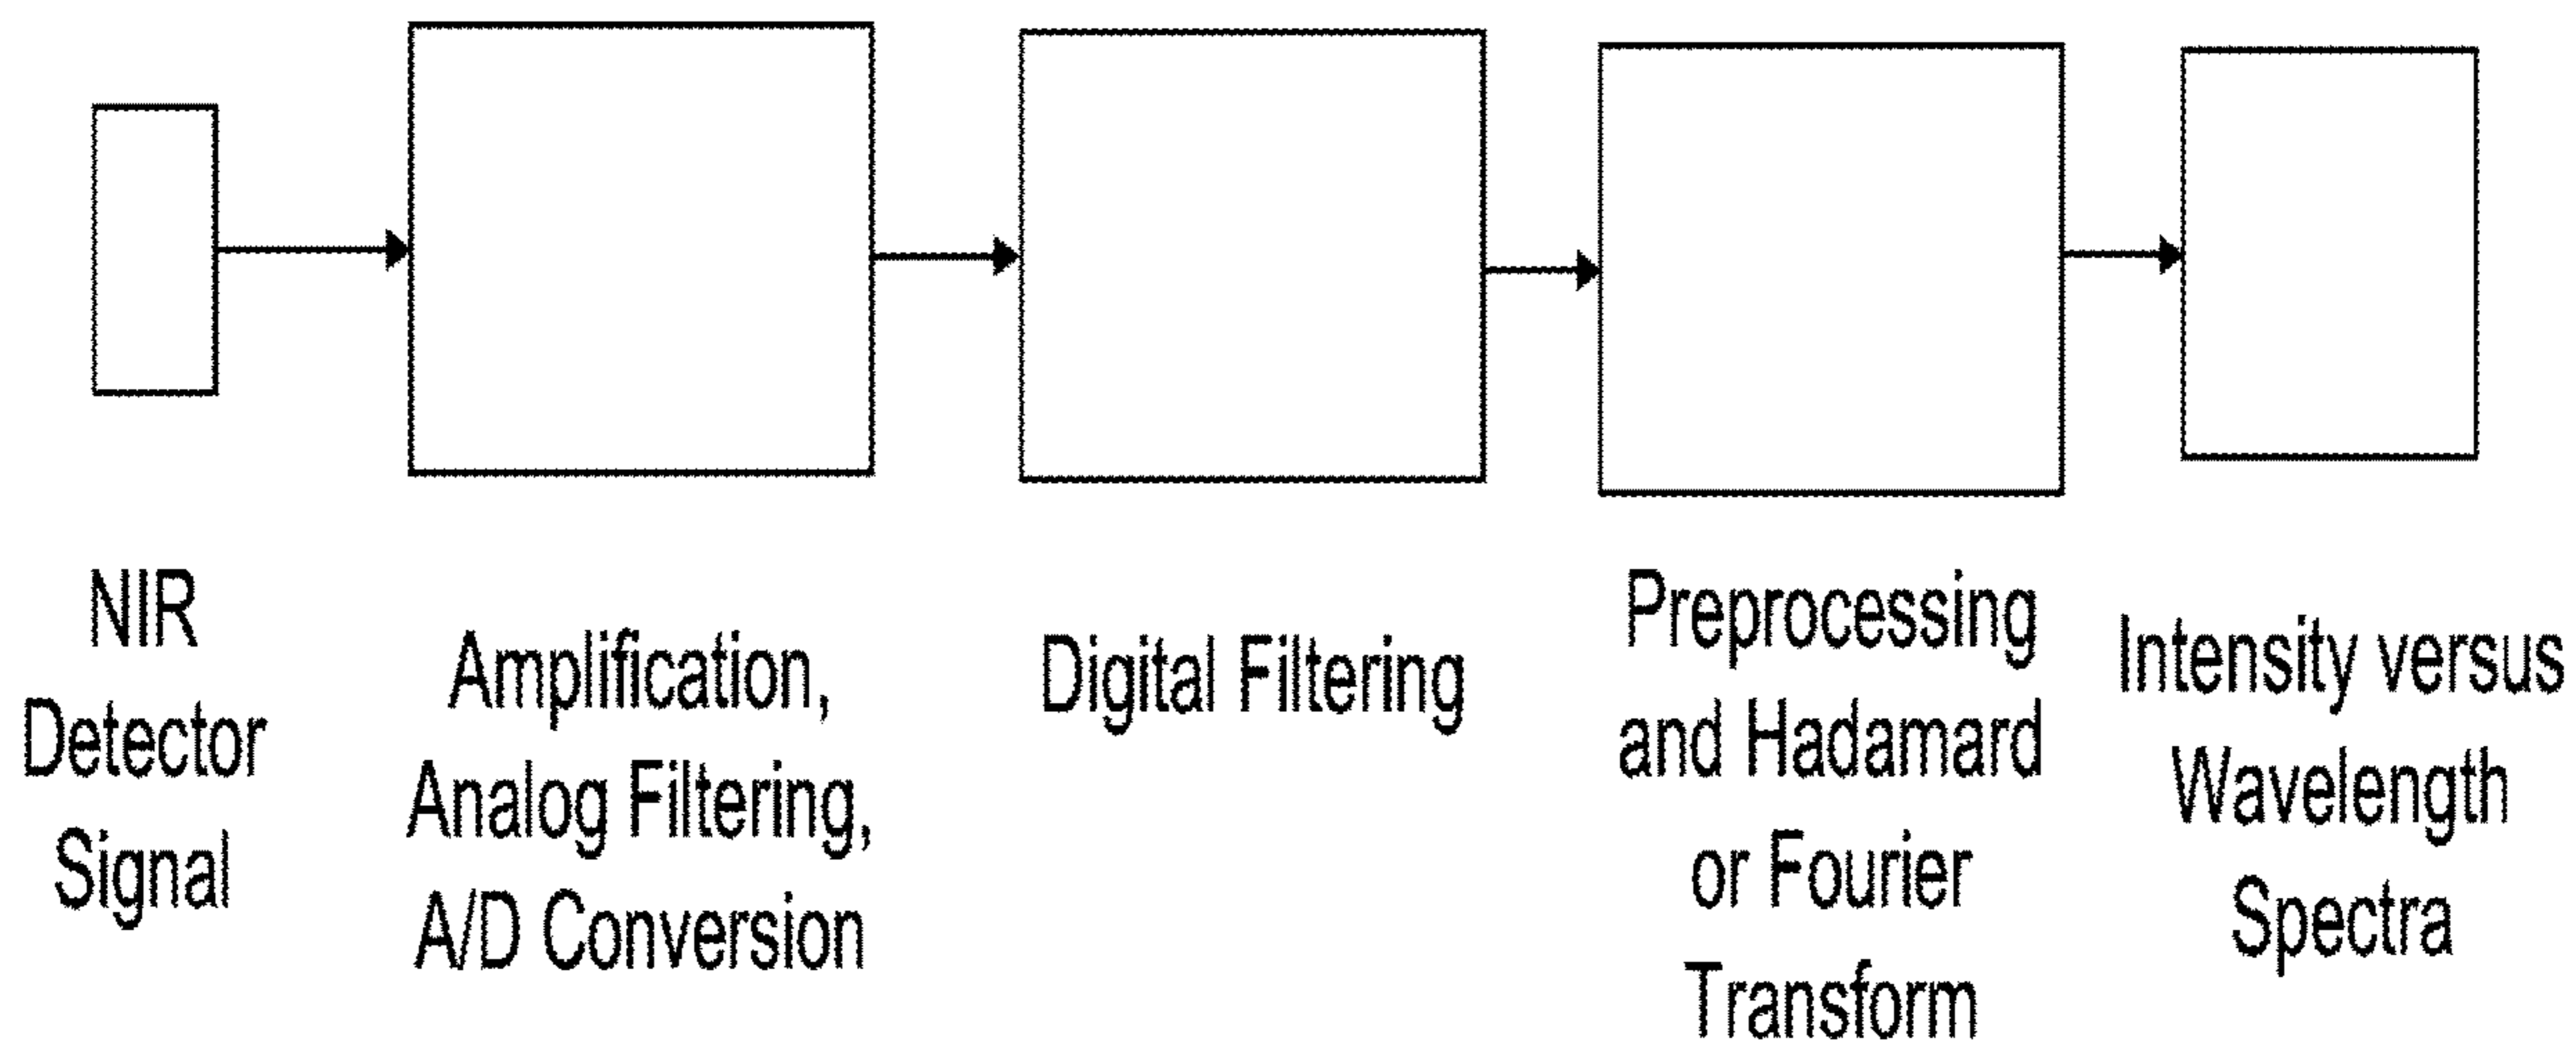 NIR
Detector
Signal
Amplification,
Analog Filtering,
A/D Conversion
Digital Filtering
Preprocessing
and Hadamard
or Fourier
Transform
Intensity versus
Wavelength
Spectra